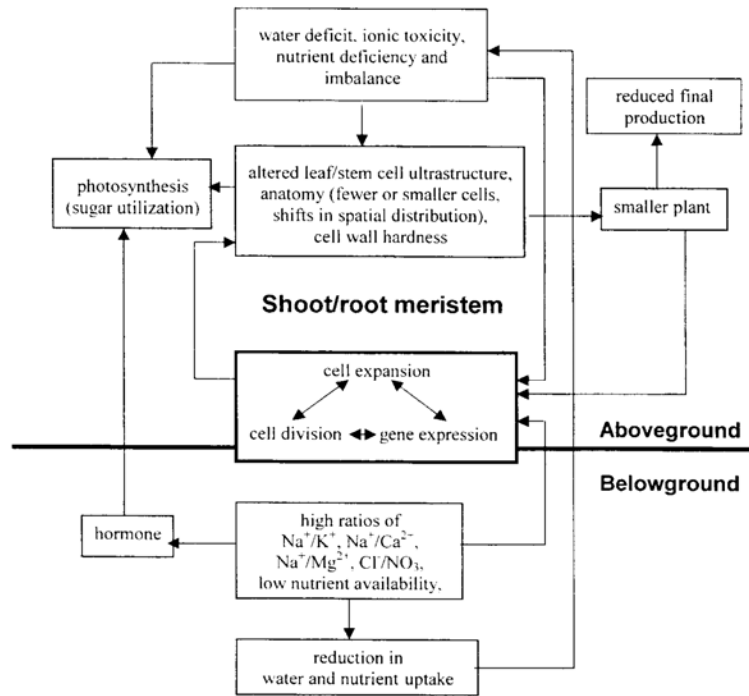 water deficit, ionic toxicity,
nutrient deficiency and
imbalance
reduced final
production
photosynthesis
(sugar utilization)
altered leaf/stem cell ultrastructure,
anatomy (fewer or smaller cells,
shifts in spatial distribution),
cell wall hardness
smaller plant
Shoot/root meristem
cell expansion
cell division
gene expression
Aboveground
Belowground
hormone
high ratios of
Na⁺/K⁺, Na⁺/Ca²⁻,
Na⁺/Mg²⁺, Cl⁻/NO₃,
low nutrient availability,
reduction in
water and nutrient uptake